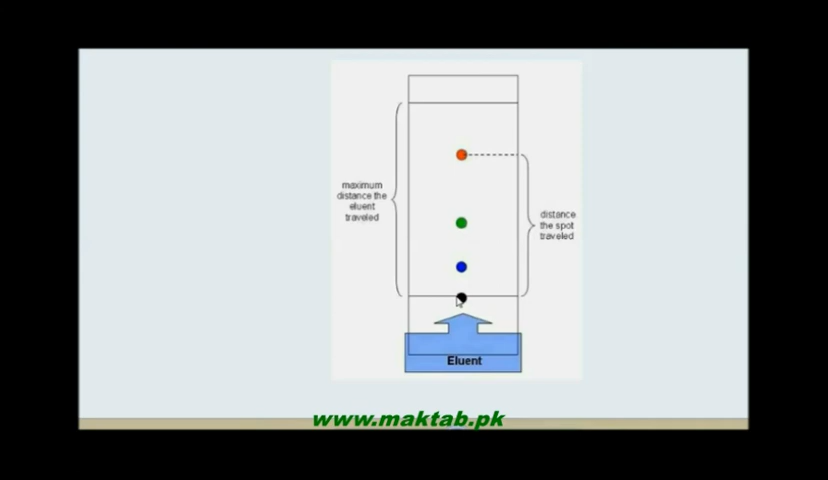 maximum
distance the
eluent
traveled
distance
the spot
traveled
Eluent
www.maktab.pk